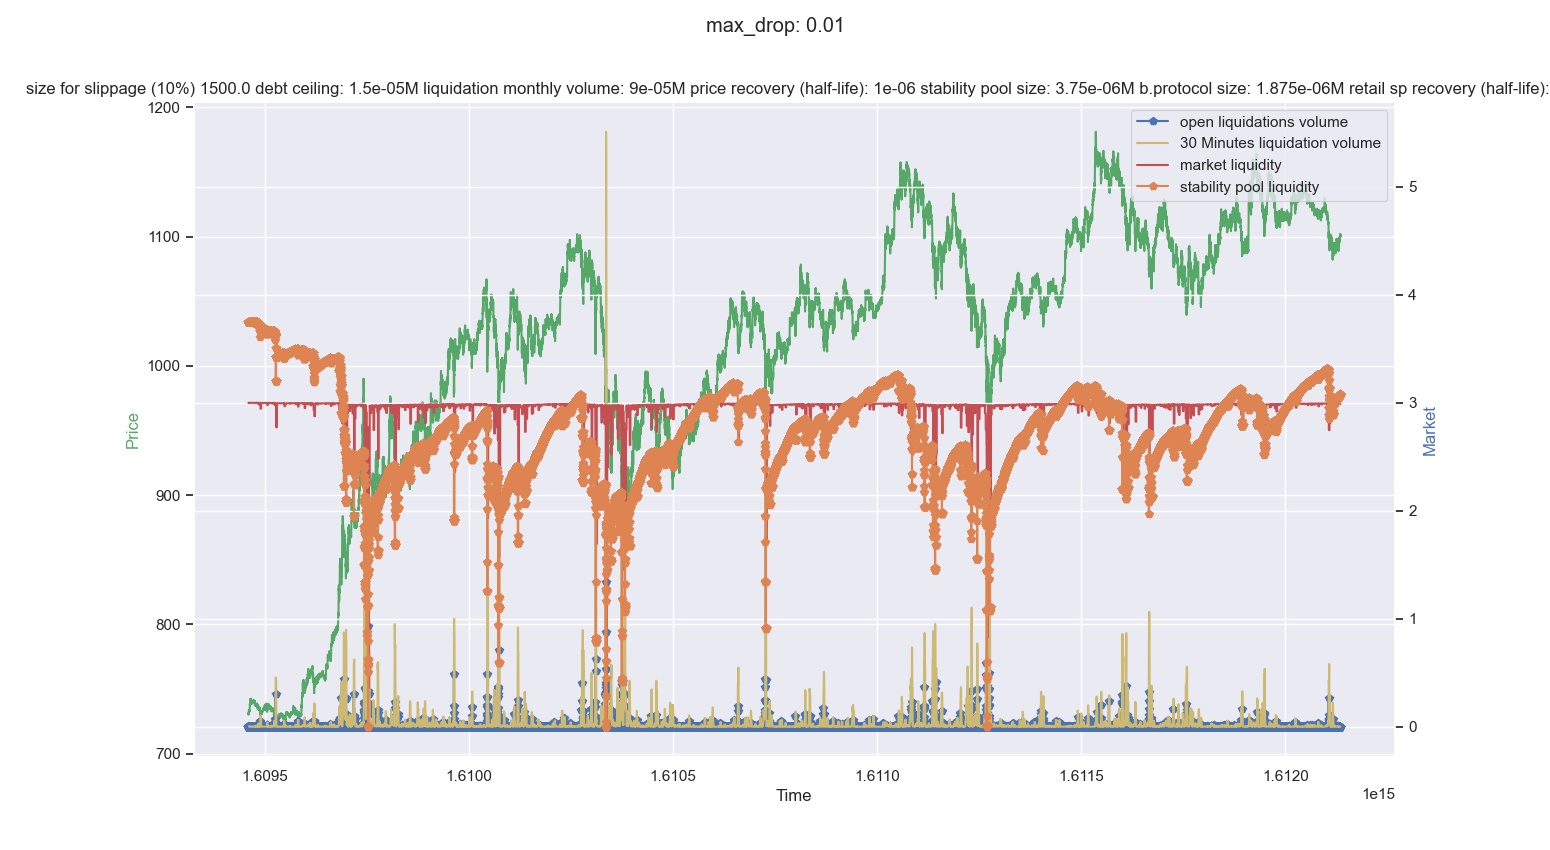 max_drop: 0.01
size for slippage (10%) 1500.0 debt ceiling: 1.5e-05M liquidation monthly volume: 9e-05M price recovery (half-life): 1e-06 stability pool size: 3.75e-06M b.protocol size: 1.875e-06M retail sp recovery (half-life):
open liquidations volume
30 Minutes liquidation volume
market liquidity
stability pool liquidity
1200
1100
1000
900
800
700
Price
5
4
3
2
1
0
Market
1.6095
1.6100
1.6105
1.6110
1.6115
1.6120
Time
1e15